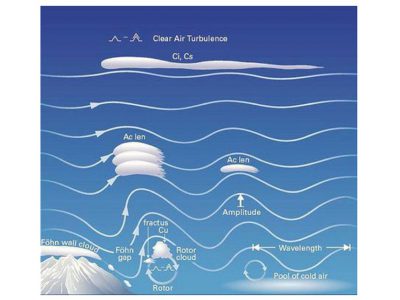 Clear Air Turbulence
Ci, Cs
Ac len
Ac len
Amplitude
fractus
Cu
Föhn wall cloud
Föhn
gap
Rotor
cloud
Wavelength
Rotor
Pool of cold air